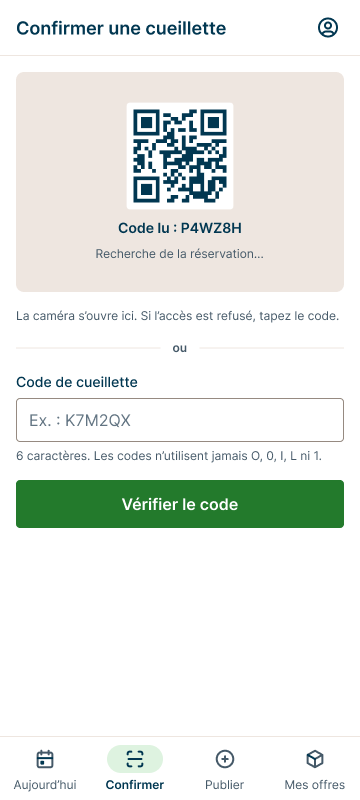 Confirmer une cueillette
Code lu : P4WZ8H
Recherche de la réservation…
La caméra s’ouvre ici. Si l’accès est refusé, tapez le code.
ou
Code de cueillette
Ex. : K7M2QX
6 caractères. Les codes n’utilisent jamais O, 0, I, L ni 1.
Vérifier le code
Aujourd’hui
Confirmer
Publier
Mes offres